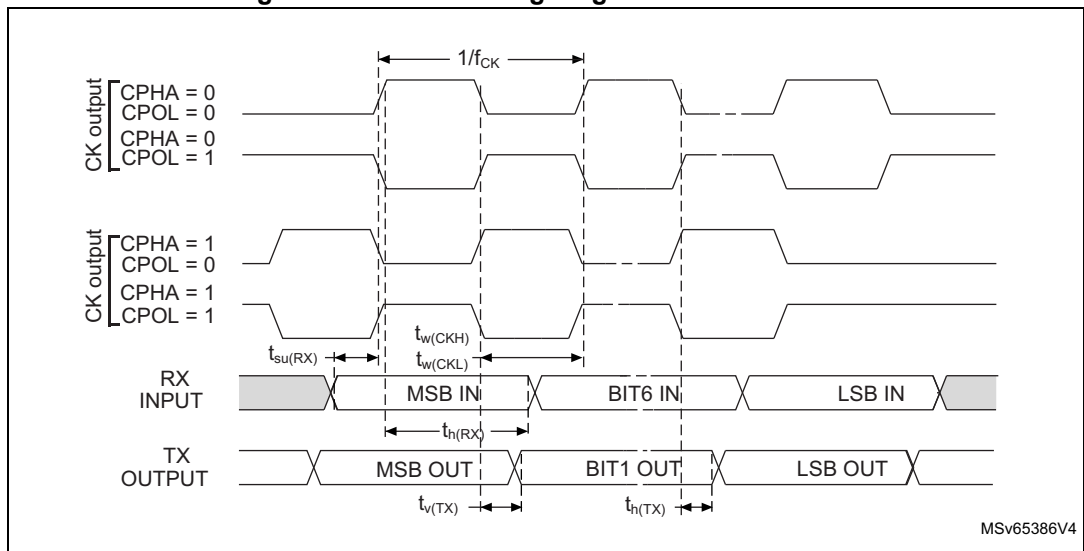 1/fCK
CK output
CPHA = 0
CPOL = 0
CPHA = 0
CPOL = 1
CK output
CPHA = 1
CPOL = 0
CPHA = 1
CPOL = 1
tw(CKH)
tw(CKL)
tsu(RX)
RX
INPUT
MSB IN
BIT6 IN
LSB IN
th(RX)
TX
OUTPUT
MSB OUT
BIT1 OUT
LSB OUT
tv(TX)
th(TX)
MSv65386V4